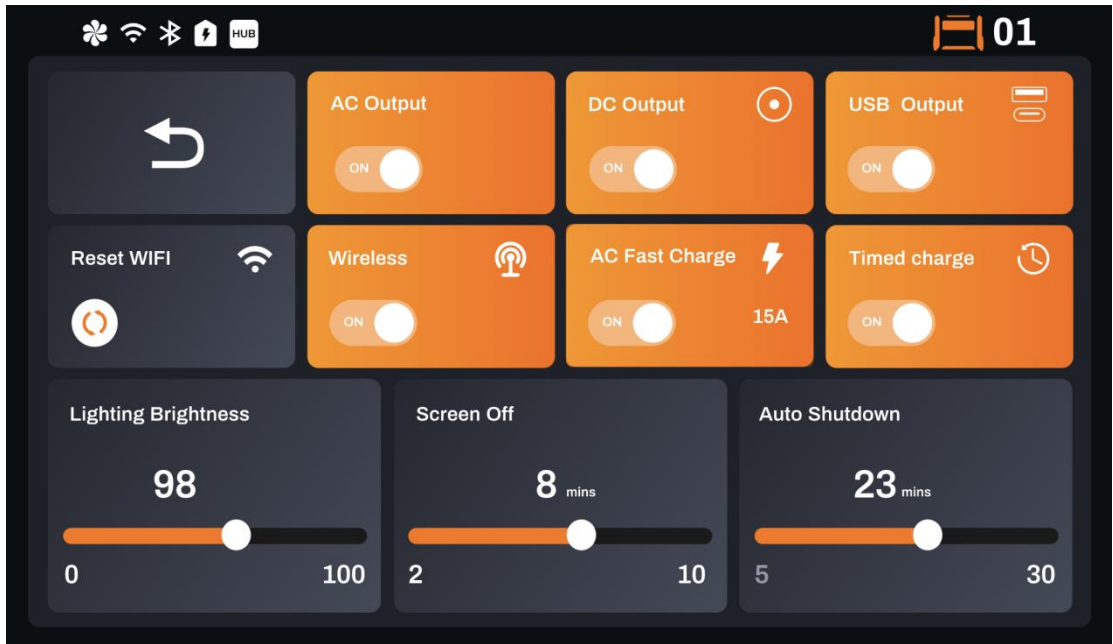 HUB
01
AC Output
ON
DC Output
ON
USB Output
ON
Reset WIFI
Wireless
ON
AC Fast Charge
ON
15A
Timed charge
ON
Lighting Brightness
98
0 100
Screen Off
8 mins
2 10
Auto Shutdown
23 mins
5 30